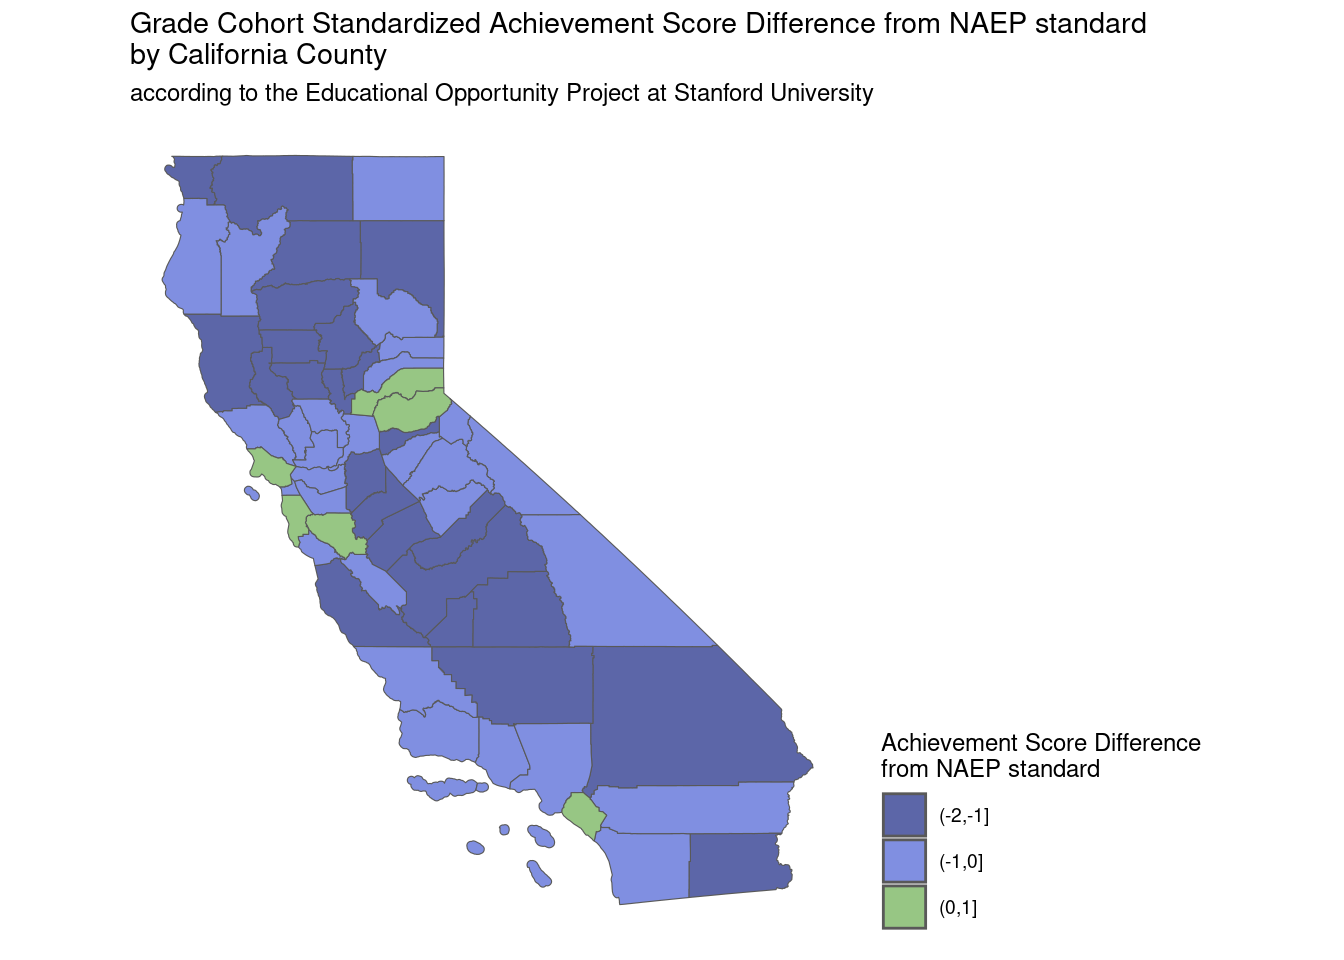 Grade Cohort Standardized Achievement Score Difference from NAEP standard
by California County
according to the Educational Opportunity Project at Stanford University
Achievement Score Difference
from NAEP standard
(-2,-1]
(-1,0]
(0,1]